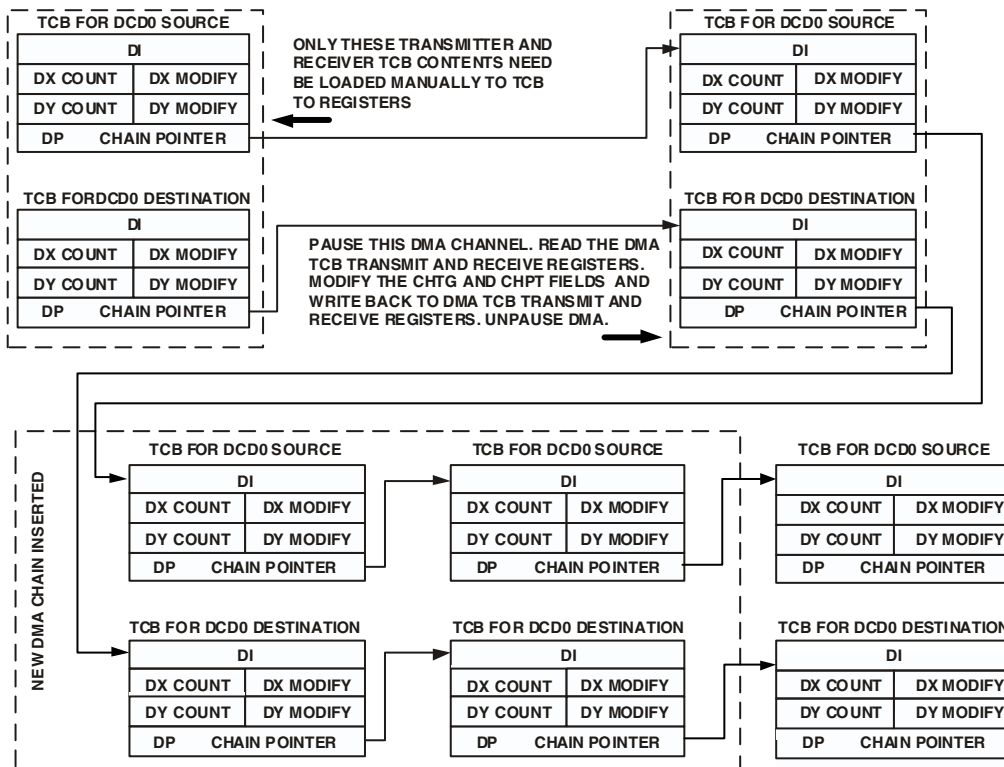 TCB FOR DCD0 SOURCE
DI
DX COUNT DX MODIFY
DY COUNT DY MODIFY
DP CHAIN POINTER
ONLY THESE TRANSMITTER AND
RECEIVER TCB CONTENTS NEED
BE LOADED MANUALLY TO TCB
TO REGISTERS
TCB FOR DCD0 SOURCE
DI
DX COUNT DX MODIFY
DY COUNT DY MODIFY
DP CHAIN POINTER
TCB FORDCD0 DESTINATION
DI
DX COUNT DX MODIFY
DY COUNT DY MODIFY
DP CHAIN POINTER
PAUSE THIS DMA CHANNEL. READ THE DMA
TCB TRANSMIT AND RECEIVE REGISTERS.
MODIFY THE CHTG AND CHPT FIELDS AND
WRITE BACK TO DMA TCB TRANSMIT AND
RECEIVE REGISTERS. UNPAUSE DMA.
TCB FOR DCD0 DESTINATION
DI
DX COUNT DX MODIFY
DY COUNT DY MODIFY
DP CHAIN POINTER
NEW DMA CHAIN INSERTED
TCB FOR DCD0 SOURCE
DI
DX COUNT DX MODIFY
DY COUNT DY MODIFY
DP CHAIN POINTER
TCB FOR DCD0 SOURCE
DI
DX COUNT DX MODIFY
DY COUNT DY MODIFY
DP CHAIN POINTER
TCB FOR DCD0 SOURCE
DI
DX COUNT DX MODIFY
DY COUNT DY MODIFY
DP CHAIN POINTER
TCB FOR DCD0 DESTINATION
DI
DX COUNT DX MODIFY
DY COUNT DY MODIFY
DP CHAIN POINTER
TCB FOR DCD0 DESTINATION
DI
DX COUNT DX MODIFY
DY COUNT DY MODIFY
DP CHAIN POINTER
TCB FOR DCD0 DESTINATION
DI
DX COUNT DX MODIFY
DY COUNT DY MODIFY
DP CHAIN POINTER